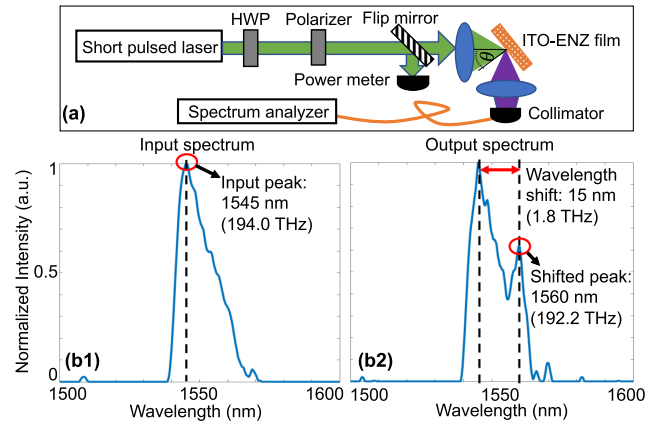 HWP Polarizer Flip mirror
ITO-ENZ film
Short pulsed laser
θ
Power meter
(a)
Spectrum analyzer
Collimator
Input spectrum
Normalized Intensity (a.u.)
1
0.5
0
Input peak:
1545 nm
(194.0 THz)
(b1)
1500 1550 1600
Wavelength (nm)
Output spectrum
Wavelength
shift: 15 nm
(1.8 THz)
Shifted peak:
1560 nm
(192.2 THz)
(b2)
1500 1550 1600
Wavelength (nm)